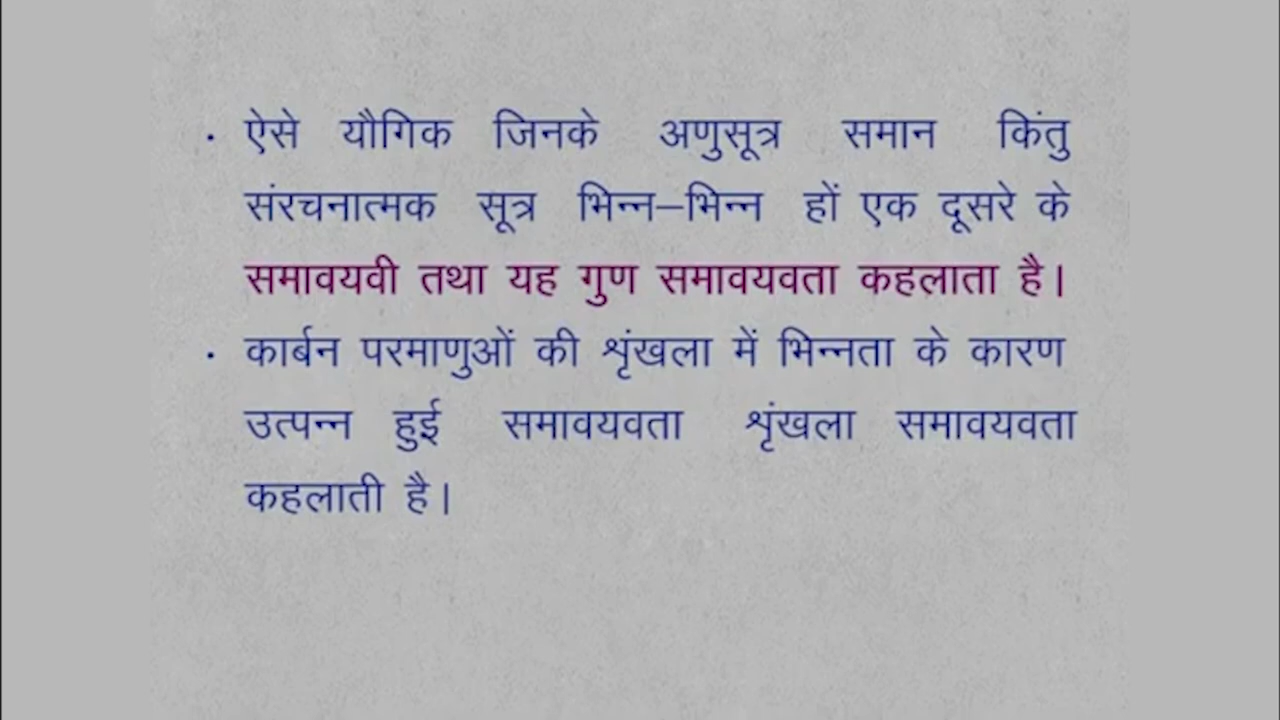 · ऐसे यौगिक जिनके अणुसूत्र समान किंतु
संरचनात्मक सूत्र भिन्न–भिन्न हों एक दूसरे के
समावयवी तथा यह गुण समावयवता कहलाता है।
· कार्बन परमाणुओं की शृंखला में भिन्नता के कारण
उत्पन्न हुई समावयवता शृंखला समावयवता
कहलाती है।